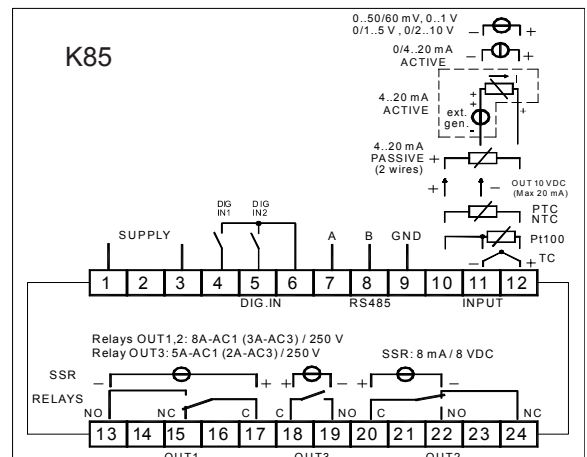 0..50/60 mV, 0..1 V
0/1..5 V, 0/2..10 V
− +
K85
0/4..20 mA
ACTIVE
− +
4..20 mA
ACTIVE
ext.
gen.
+
+
-
+
I
4..20 mA
PASSIVE
(2 wires)
+
+ −
OUT 10 VDC
(Max 20 mA)
PTC
NTC
Pt100
− + TC
DIG
IN1
DIG
IN2
SUPPLY
A B GND
1 2 3 4 5 6 7 8 9 10 11 12
DIG.IN RS485 INPUT
Relays OUT1,2: 8A-AC1 (3A-AC3) / 250 V
Relay OUT3: 5A-AC1 (2A-AC3) / 250 V
SSR: 8 mA / 8 VDC
SSR − + + − + −
RELAYS
NO NC C C NO C NO NC
13 14 15 16 17 18 19 20 21 22 23 24
OUT1 OUT3 OUT2